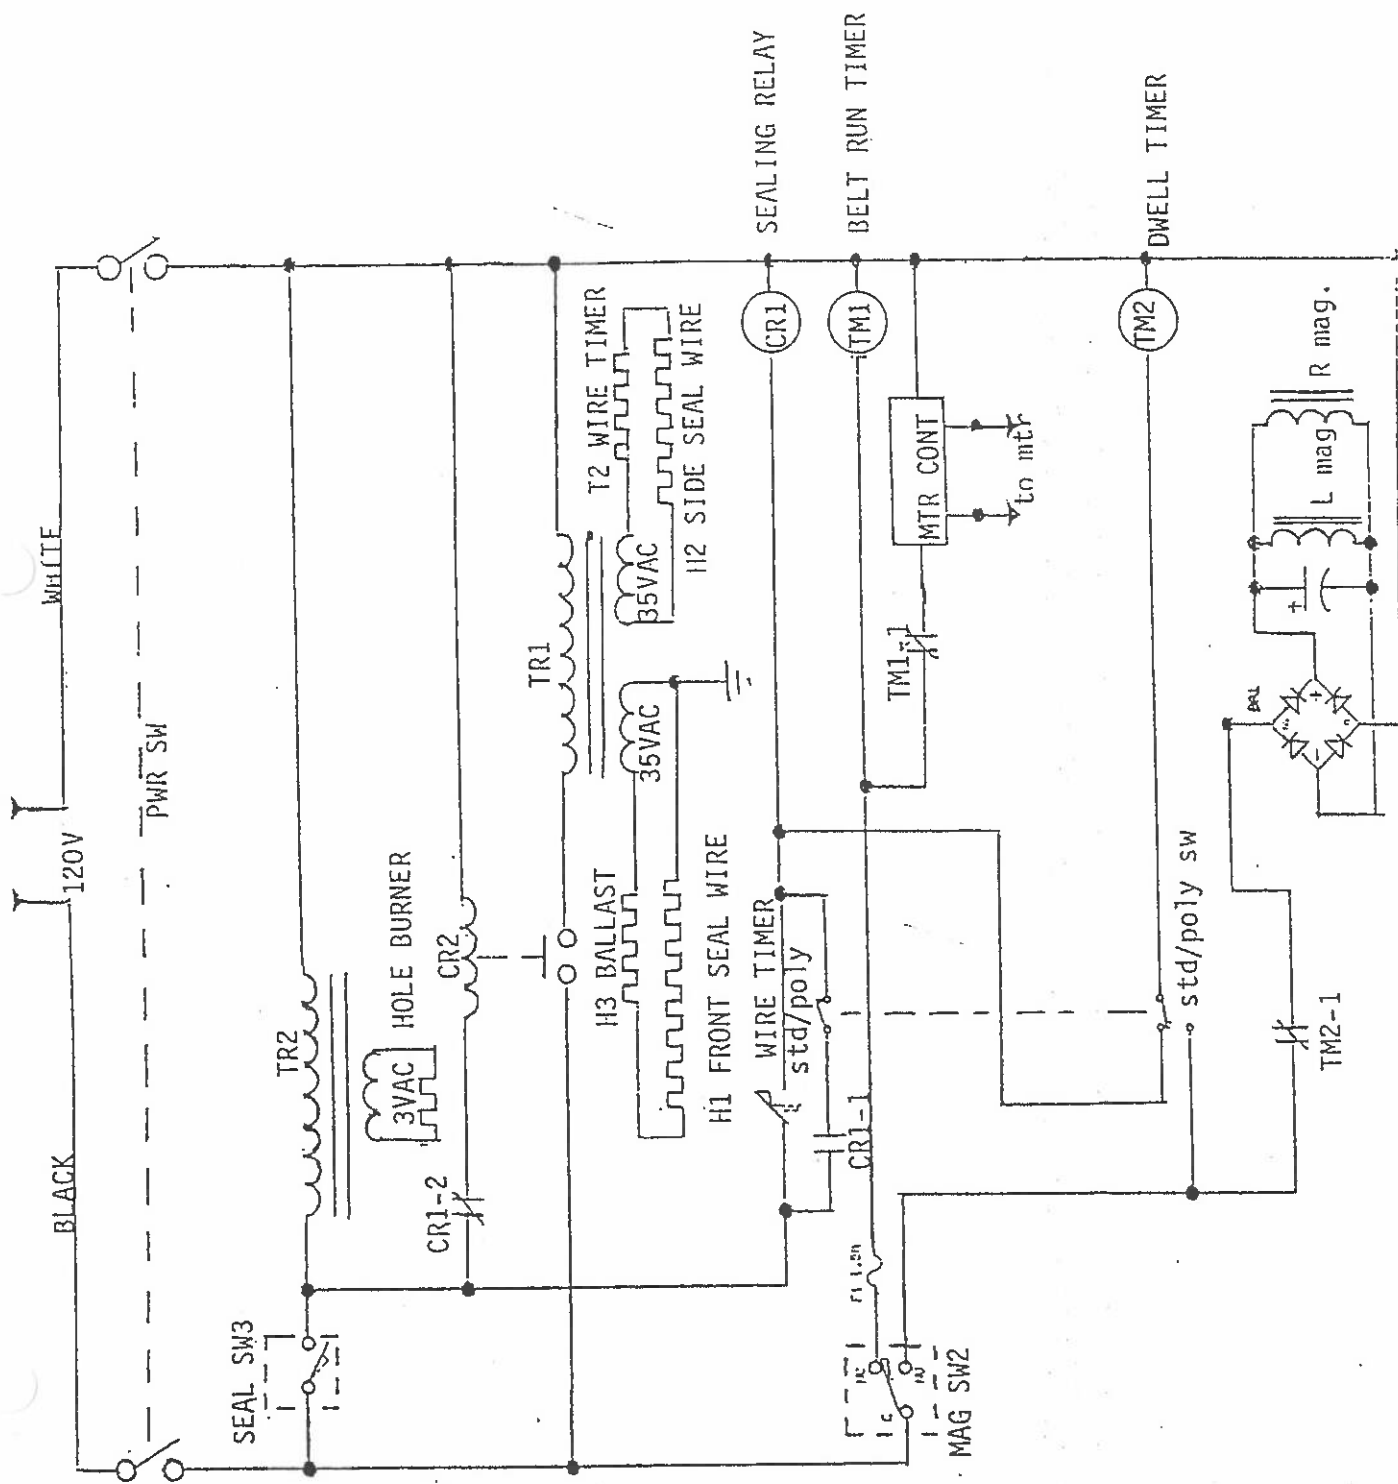 WHITE
120V
BLACK
PWR SW
SEAL SW3
TR2
3VAC
HOLE BURNER
CR1-2
CR2
TR1
35VAC
35VAC
T2 WIRE TIMER
H2 SIDE SEAL WIRE
H3 BALLAST
H1 FRONT SEAL WIRE
WIRE TIMER
std/poly
CR1-1
CR1
SEALING RELAY
TM1
BELT RUN TIMER
MTR CONT
to mtr
TM1-1
MAG SW2
C
TM2
DWELL TIMER
std/poly sw
TM2-1
+
-
+
L mag
R mag.